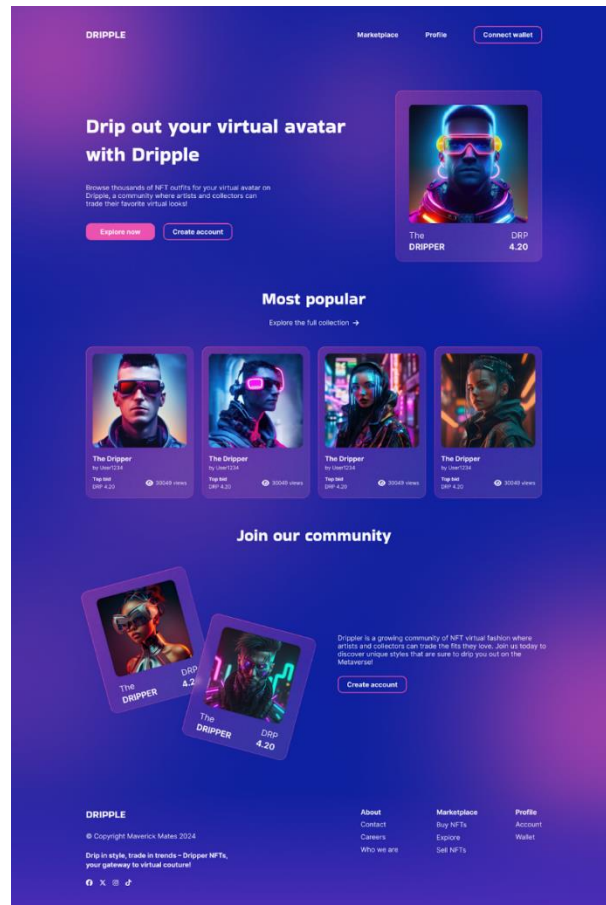 DRIPPLE
Marketplace
Profile
Connect wallet
Drip out your virtual avatar
with Dripple
Browse thousands of NFT outfits for your virtual avatar on
Dripple, a community where artists and collectors can
trade their favorite virtual looks!
Explore now
Create account
The DRP
DRIPPER 4.20
Most popular
Explore the full collection →
The Dripper
by User1234
Top bid
DRP 4.20
30049 views
The Dripper
by User1234
Top bid
DRP 4.20
30049 views
The Dripper
by User1234
Top bid
DRP 4.20
30049 views
The Dripper
by User1234
Top bid
DRP 4.20
30049 views
Join our community
The DRP
DRIPPER 4.2
The DRP
DRIPPER 4.20
Drippler is a growing community of NFT virtual fashion where
artists and collectors can trade the fits they love. Join us today to
discover unique styles that are sure to drip you out on the
Metaverse!
Create account
DRIPPLE
© Copyright Maverick Mates 2024
Drip in style, trade in trends – Dripper NFTs,
your gateway to virtual couture!
About
Contact
Careers
Who we are
Marketplace
Buy NFTs
Explore
Sell NFTs
Profile
Account
Wallet